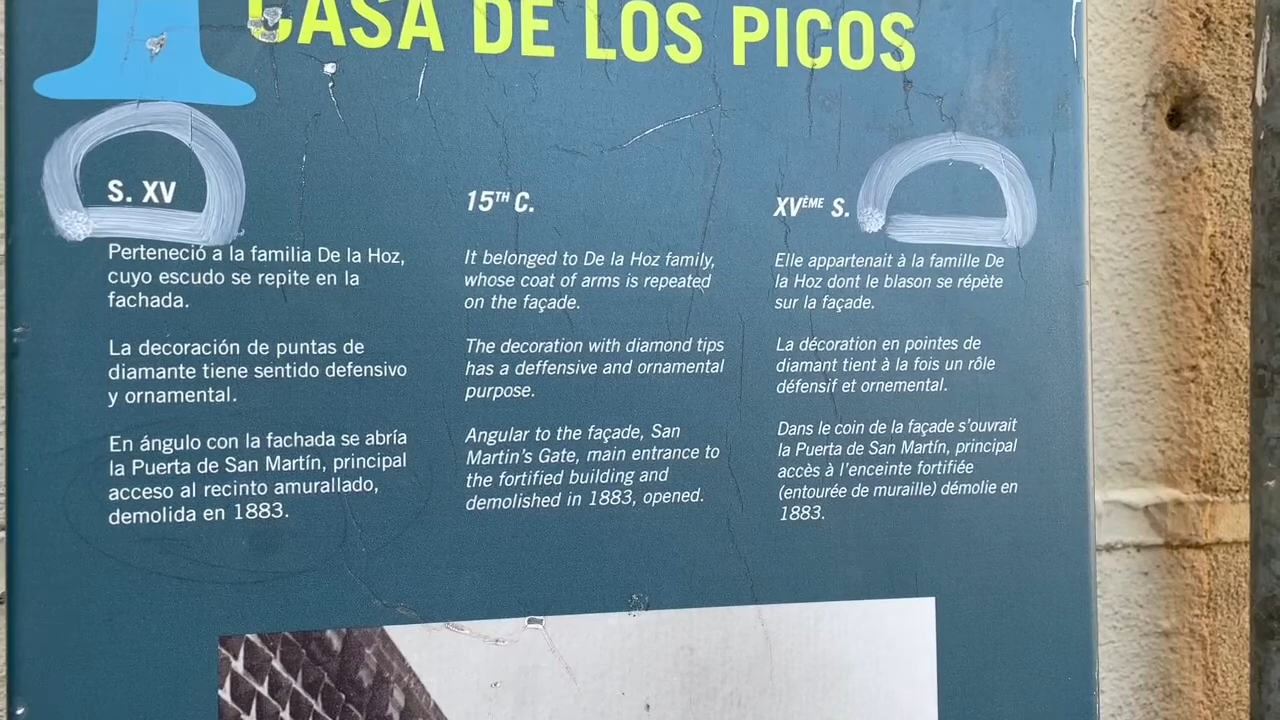 CASA DE LOS PICOS
S. XV
Perteneció a la familia De la Hoz,
cuyo escudo se repite en la
fachada.
La decoración de puntas de
diamante tiene sentido defensivo
y ornamental.
En ángulo con la fachada se abría
la Puerta de San Martín, principal
acceso al recinto amurallado,
demolida en 1883.
15TH C.
It belonged to De la Hoz family,
whose coat of arms is repeated
on the façade.
The decoration with diamond tips
has a deffensive and ornamental
purpose.
Angular to the façade, San
Martin's Gate, main entrance to
the fortified building and
demolished in 1883, opened.
XVÈME S.
Elle appartenait à la famille De
la Hoz dont le blason se répète
sur la façade.
La décoration en pointes de
diamant tient à la fois un rôle
défensif et ornemental.
Dans le coin de la façade s'ouvrait
la Puerta de San Martín, principal
accès à l'enceinte fortifiée
(entourée de muraille) démolie en
1883.